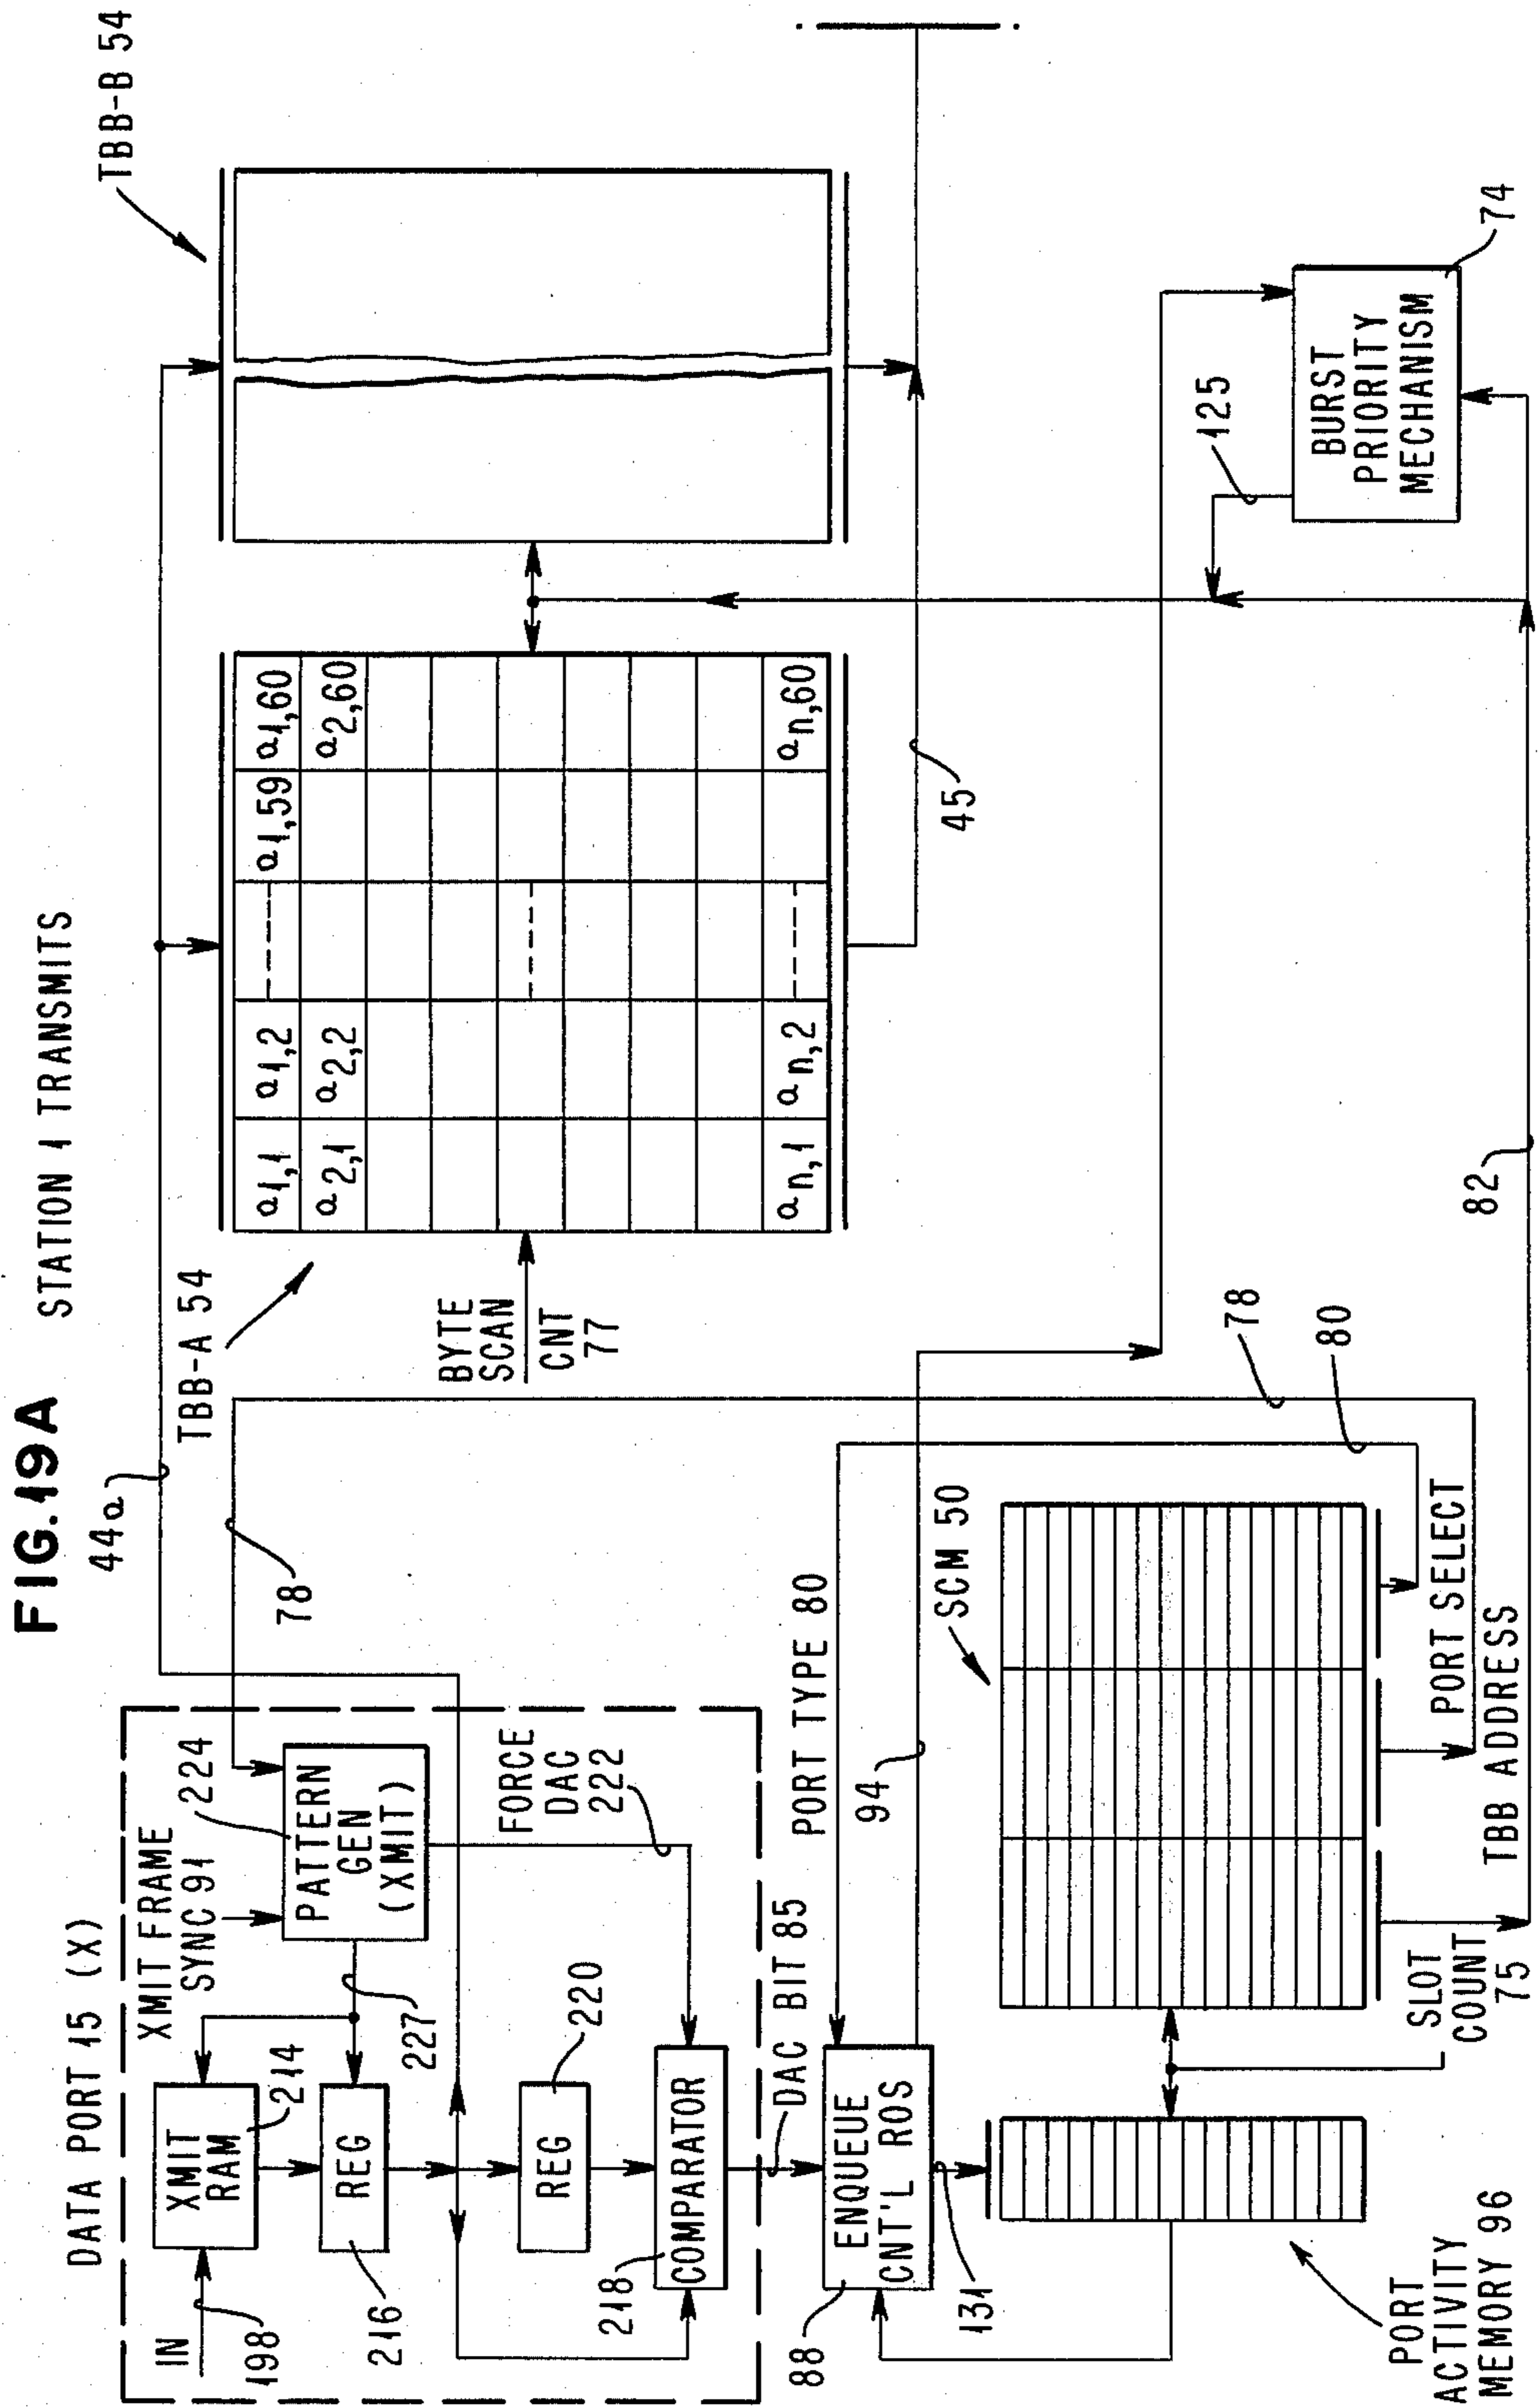 FIG.19A
STATION 1 TRANSMITS
DATA PORT 15 (X)
XMIT FRAME
SYNC 91
224
IN
198
XMIT
RAM
214
REG
216
227
PATTERN
GEN
(XMIT)
FORCE
DAC
222
REG
220
COMPARATOR
218
DAC BIT 85
44a
78
TBB-A 54
BYTE
SCAN
CNT
77
a1,1
a1,2
a1,59
a1,60
a2,1
a2,2
a2,60
an,1
an,2
an,60
TBB-B 54
45
PORT TYPE 80
ENQUEUE
CNT'L ROS
88
94
131
SCM 50
78
80
PORT
ACTIVITY
MEMORY 96
SLOT
COUNT
75
PORT SELECT
TBB ADDRESS
82
125
BURST
PRIORITY
MECHANISM
74